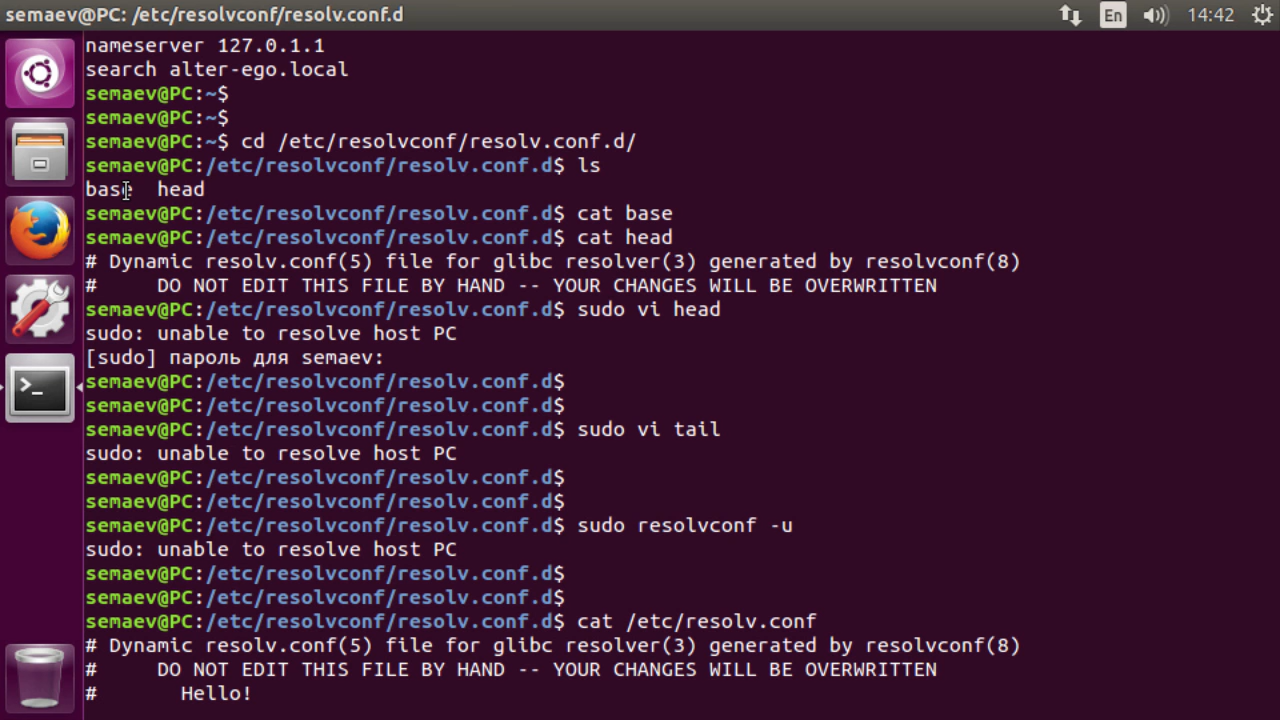 semaev@PC: /etc/resolvconf/resolv.conf.d
En
14:42
nameserver 127.0.1.1
search alter-ego.local
semaev@PC:~$
semaev@PC:~$
semaev@PC:~$ cd /etc/resolvconf/resolv.conf.d/
semaev@PC:/etc/resolvconf/resolv.conf.d$ ls
base  head
semaev@PC:/etc/resolvconf/resolv.conf.d$ cat base
semaev@PC:/etc/resolvconf/resolv.conf.d$ cat head
# Dynamic resolv.conf(5) file for glibc resolver(3) generated by resolvconf(8)
#     DO NOT EDIT THIS FILE BY HAND -- YOUR CHANGES WILL BE OVERWRITTEN
semaev@PC:/etc/resolvconf/resolv.conf.d$ sudo vi head
sudo: unable to resolve host PC
[sudo] пароль для semaev:
semaev@PC:/etc/resolvconf/resolv.conf.d$
semaev@PC:/etc/resolvconf/resolv.conf.d$
semaev@PC:/etc/resolvconf/resolv.conf.d$ sudo vi tail
sudo: unable to resolve host PC
semaev@PC:/etc/resolvconf/resolv.conf.d$
semaev@PC:/etc/resolvconf/resolv.conf.d$
semaev@PC:/etc/resolvconf/resolv.conf.d$ sudo resolvconf -u
sudo: unable to resolve host PC
semaev@PC:/etc/resolvconf/resolv.conf.d$
semaev@PC:/etc/resolvconf/resolv.conf.d$
semaev@PC:/etc/resolvconf/resolv.conf.d$ cat /etc/resolv.conf
# Dynamic resolv.conf(5) file for glibc resolver(3) generated by resolvconf(8)
#     DO NOT EDIT THIS FILE BY HAND -- YOUR CHANGES WILL BE OVERWRITTEN
#       Hello!